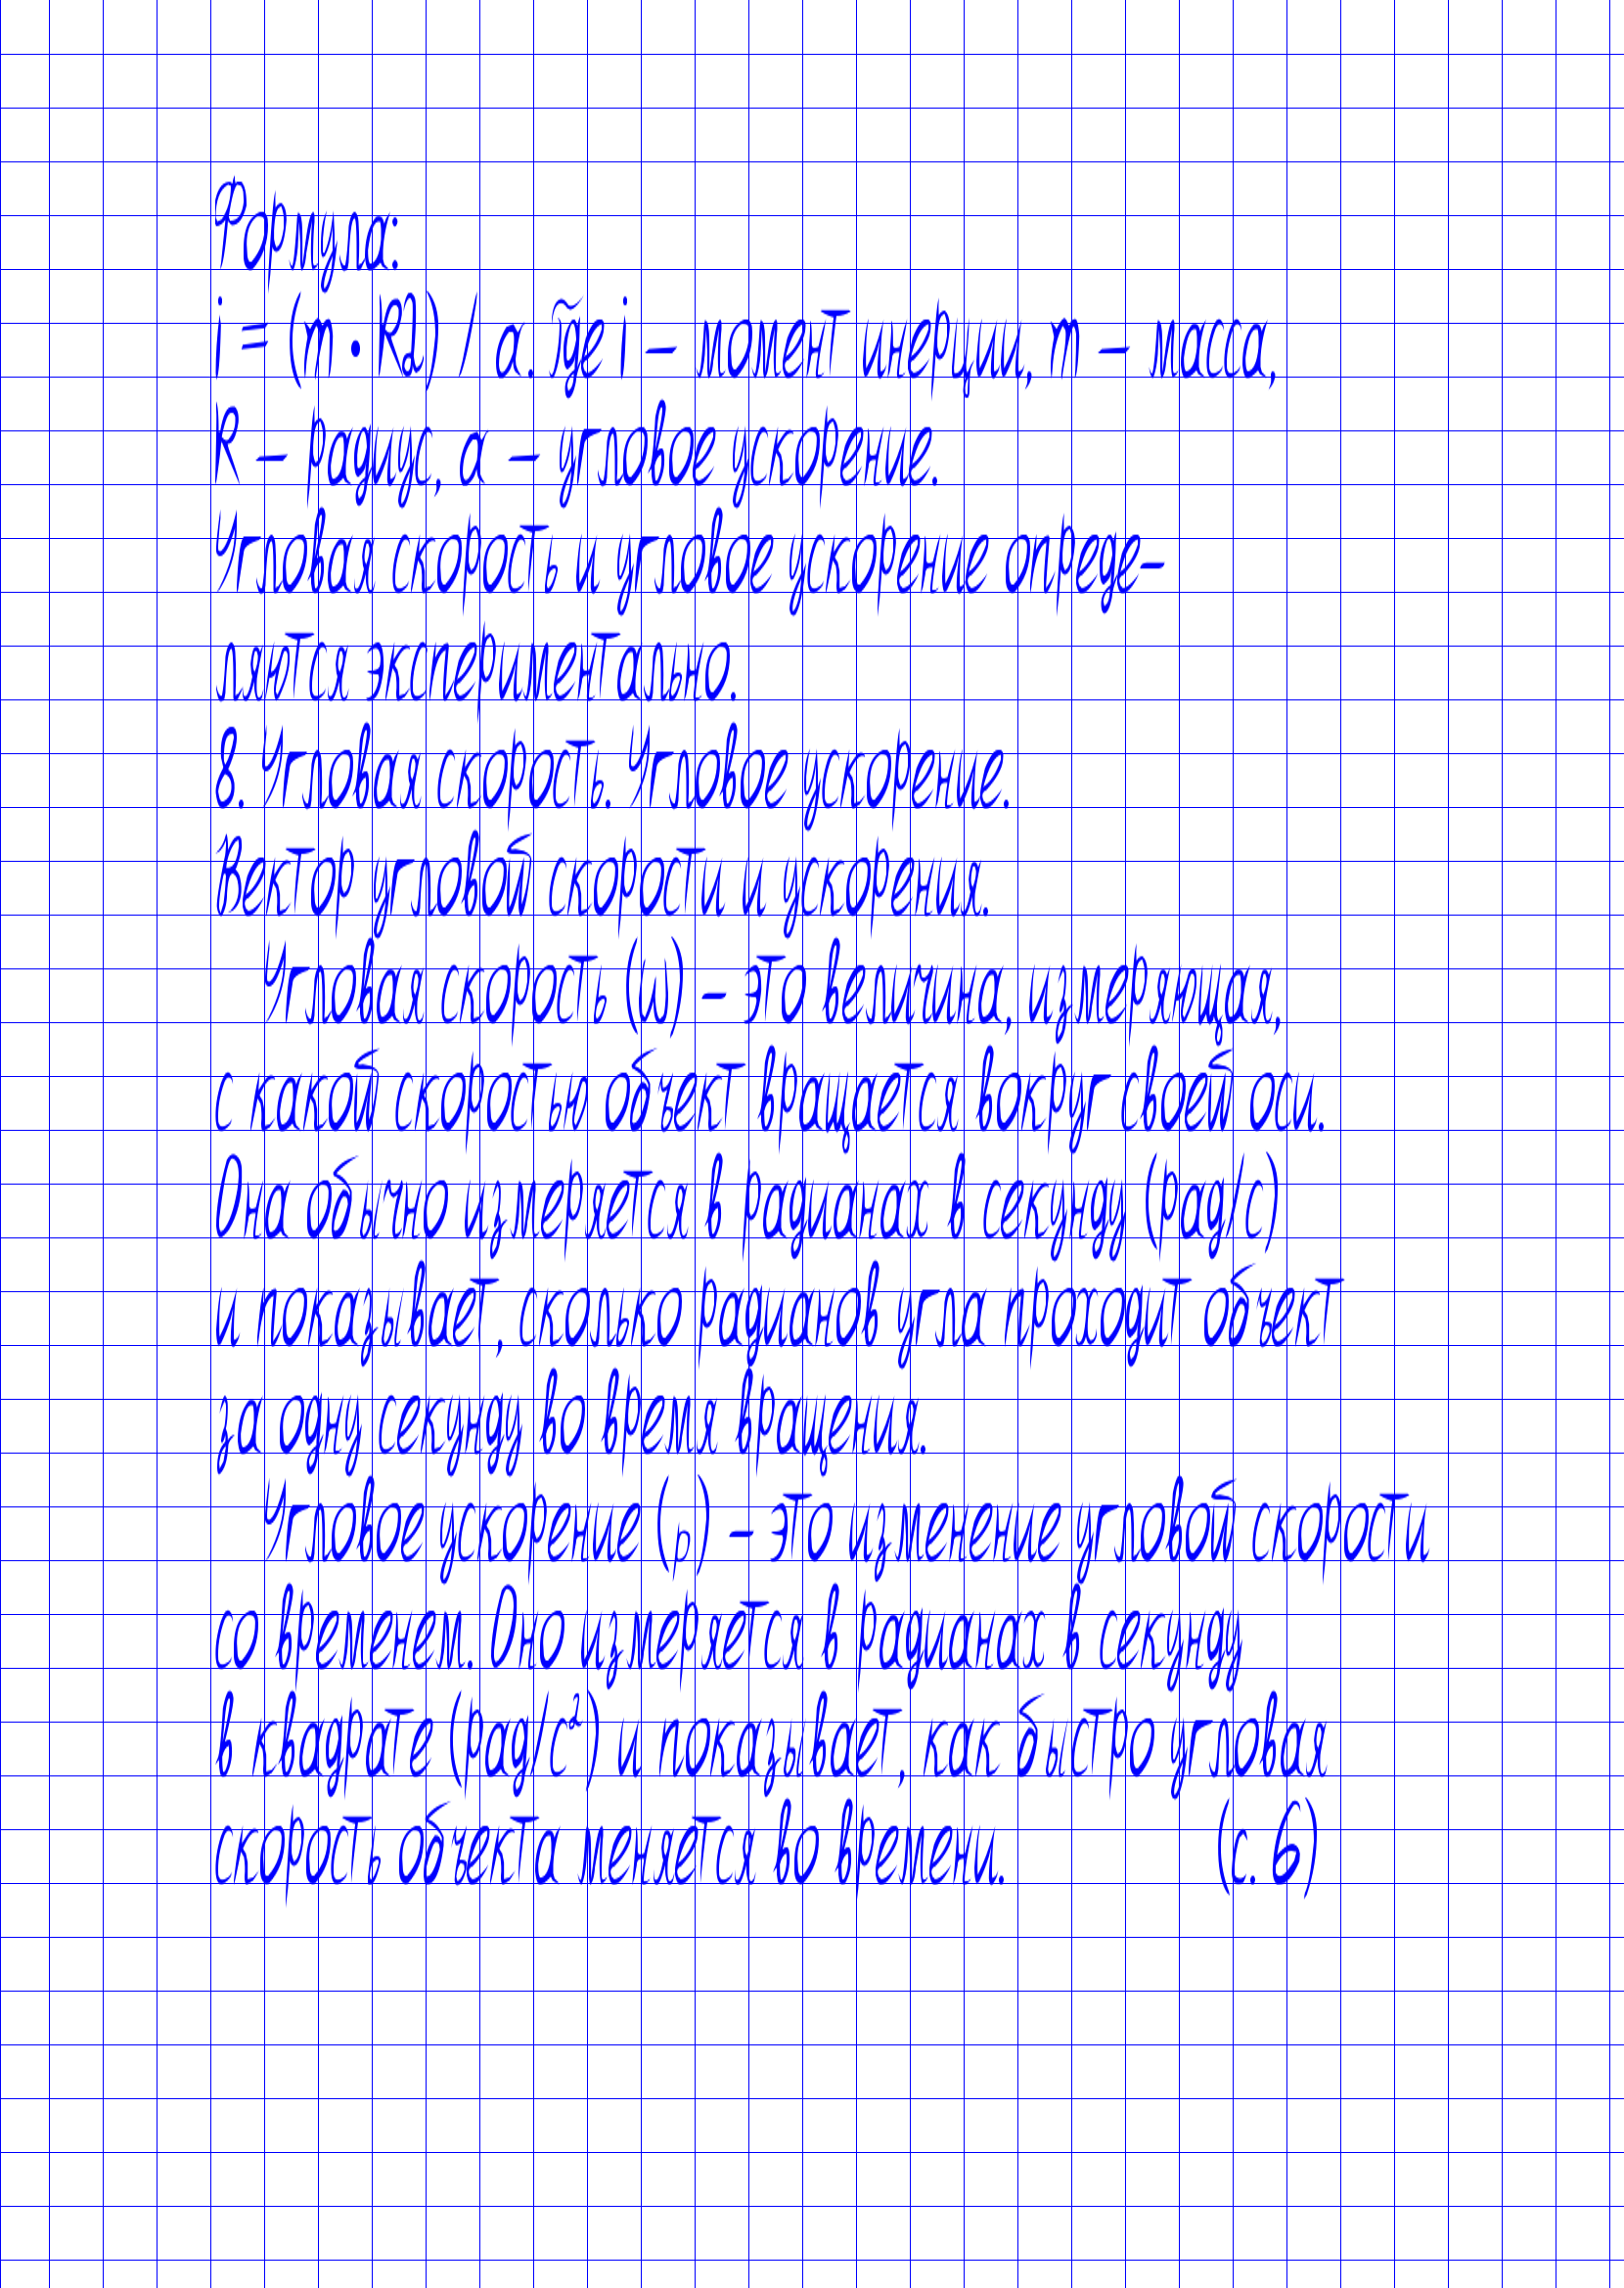 Формула:
i = (m • R2) / a. Где i – момент инерции, m – масса,
R – радиус, a – угловое ускорение.
Угловая скорость и угловое ускорение опреде-
ляются экспериментально.
8. Угловая скорость. Угловое ускорение.
Вектор угловой скорости и ускорения.
Угловая скорость (ω) – это величина, измеряющая,
с какой скоростью объект вращается вокруг своей оси.
Она обычно измеряется в радианах в секунду (рад/с)
и показывает, сколько радианов угла проходит объект
за одну секунду во время вращения.
Угловое ускорение (р) – это изменение угловой скорости
со временем. Оно измеряется в радианах в секунду
в квадрате (рад/с²) и показывает, как быстро угловая
скорость объекта меняется во времени. (с. 6)